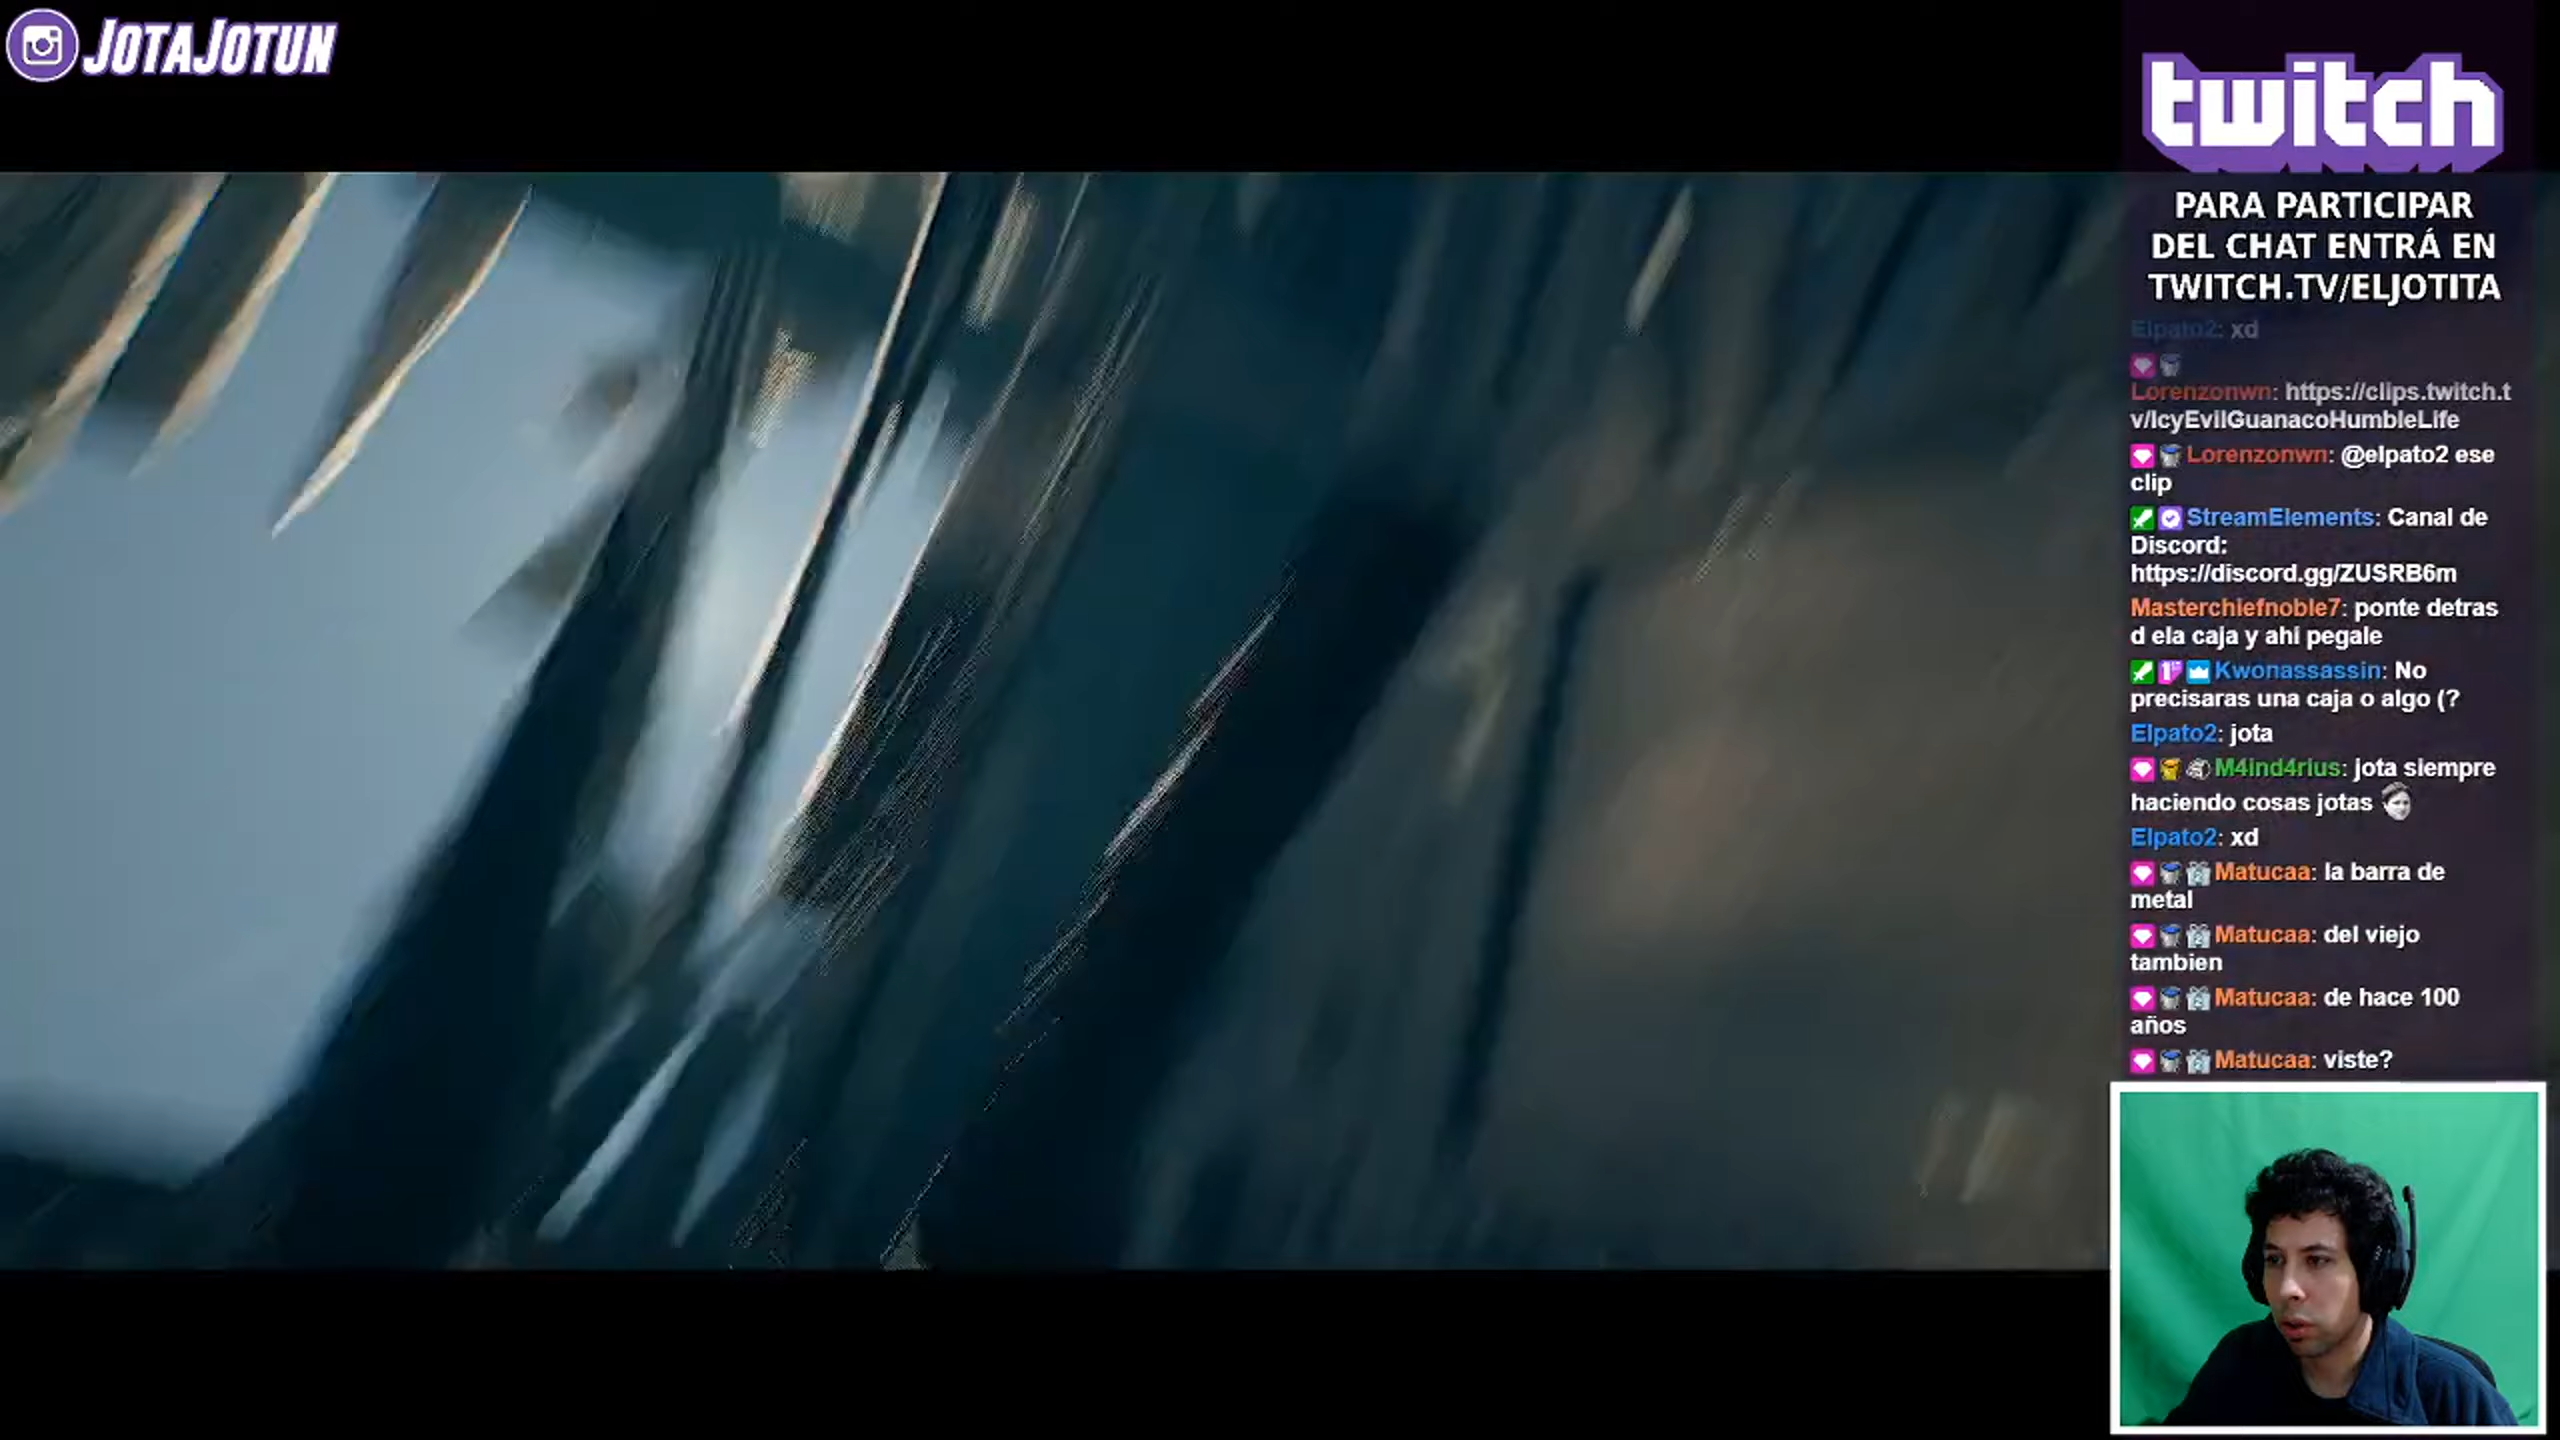 JOTAJOTUN
twitch
PARA PARTICIPAR
DEL CHAT ENTRÁ EN
TWITCH.TV/ELJOTITA
Elpato2: xd
Lorenzonwn: https://clips.twitch.t
v/IcyEvilGuanacoHumbleLife
Lorenzonwn: @elpato2 ese
clip
StreamElements: Canal de
Discord:
https://discord.gg/ZUSRB6m
Masterchiefnoble7: ponte detras
d ela caja y ahi pegale
Kwonassassin: No
precisaras una caja o algo (?
Elpato2: jota
M4ind4rius: jota siempre
haciendo cosas jotas
Elpato2: xd
Matucaa: la barra de
metal
Matucaa: del viejo
tambien
Matucaa: de hace 100
años
Matucaa: viste?